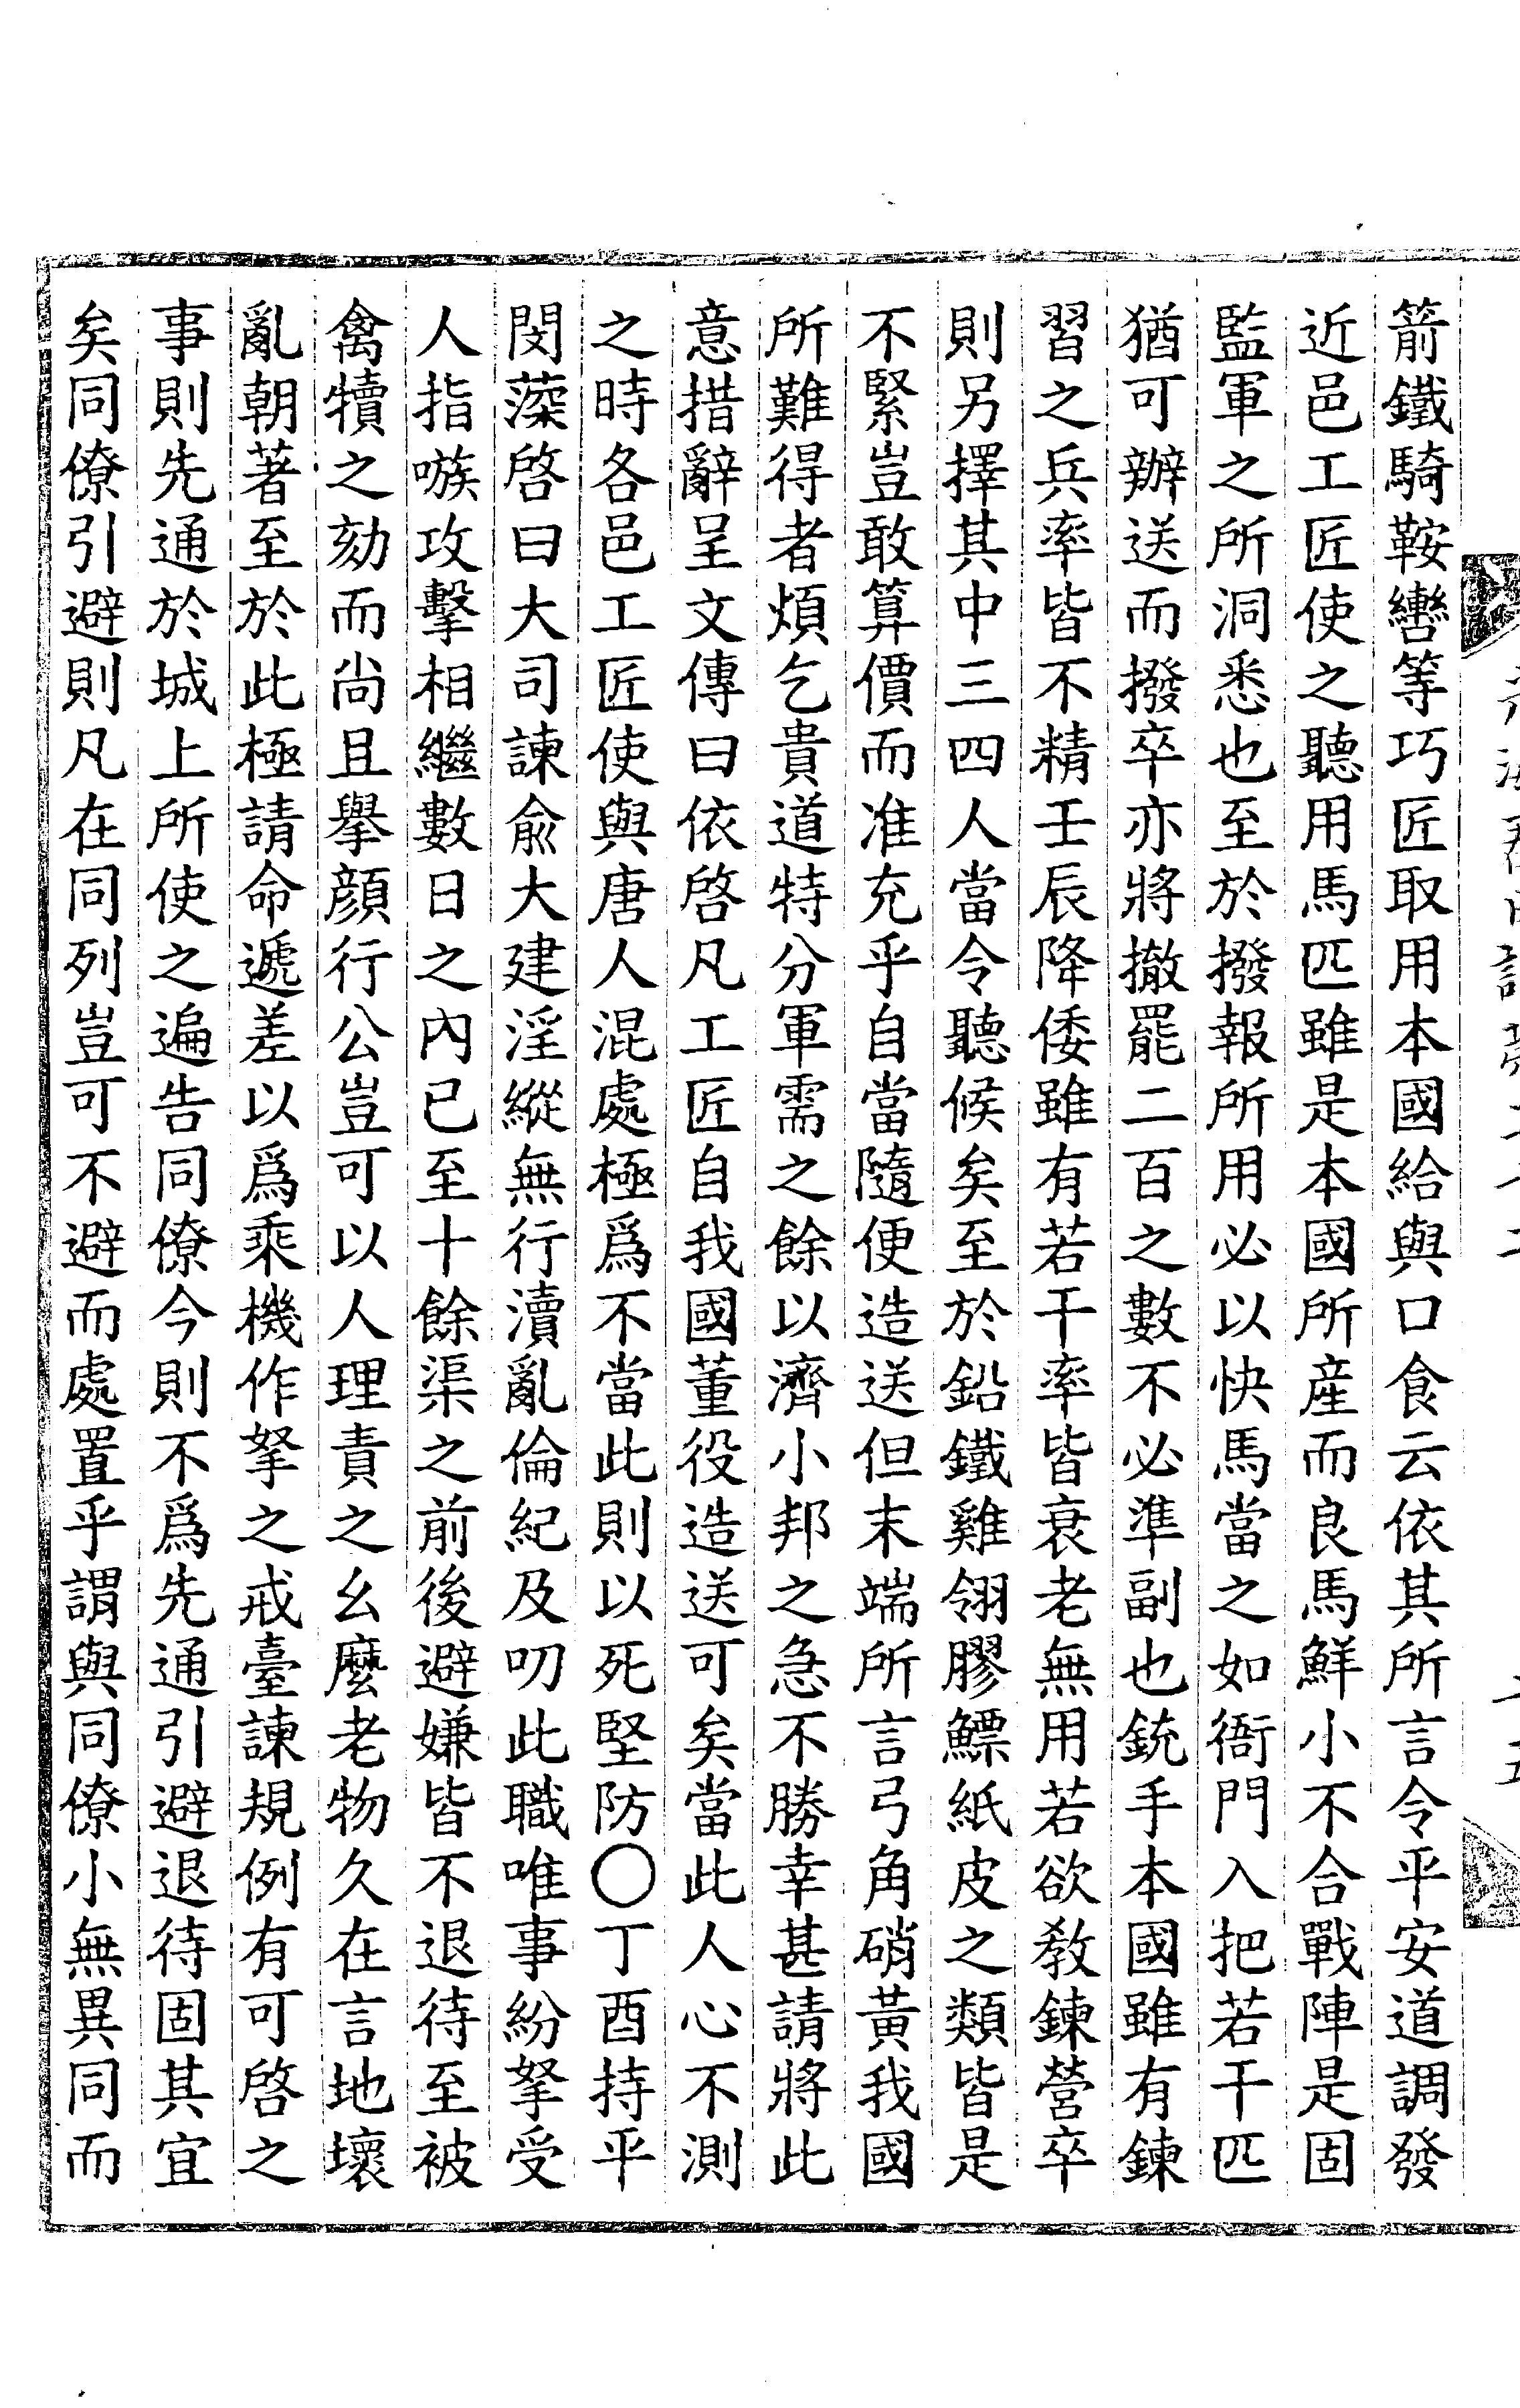 箭鐵騎鞍轡等巧匠取用本國給與口食云依其所言令平安道調發
近邑工匠使之聽用馬匹雖是本國所産而良馬鮮小不合戰陣是固
監軍之所洞悉也至於撥報所用必以快馬當之如衙門入把若干匹
猶可辦送而撥卒亦將撤罷二百之數不必準副也銃手本國雖有鍊
習之兵率皆不精壬辰降倭雖有若干率皆衰老無用若欲敎鍊營卒
則另擇其中三四人當令聽候矣至於鉛鐵雞翎膠鰾紙皮之類皆是
不緊豈敢算價而准充乎自當隨便造送但末端所言弓角硝黃我國
所難得者煩乞貴道特分軍需之餘以濟小邦之急不勝幸甚請將此
意措辭呈文傳曰依啓凡工匠自我國董役造送可矣當此人心不測
之時各邑工匠使與唐人混處極爲不當此則以死堅防○丁酉持平
閔藻啓曰大司諫兪大建淫縱無行瀆亂倫紀及叨此職唯事紛拏受
人指嗾攻擊相繼數日之內已至十餘渠之前後避嫌皆不退待至被
禽犢之劾而尙且擧顔行公豈可以人理責之幺麼老物久在言地壞
亂朝著至於此極請命遞差以爲乘機作拏之戒臺諫規例有可啓之
事則先通於城上所使之遍告同僚今則不爲先通引避退待固其宜
矣同僚引避則凡在同列豈可不避而處置乎謂與同僚小無異同而